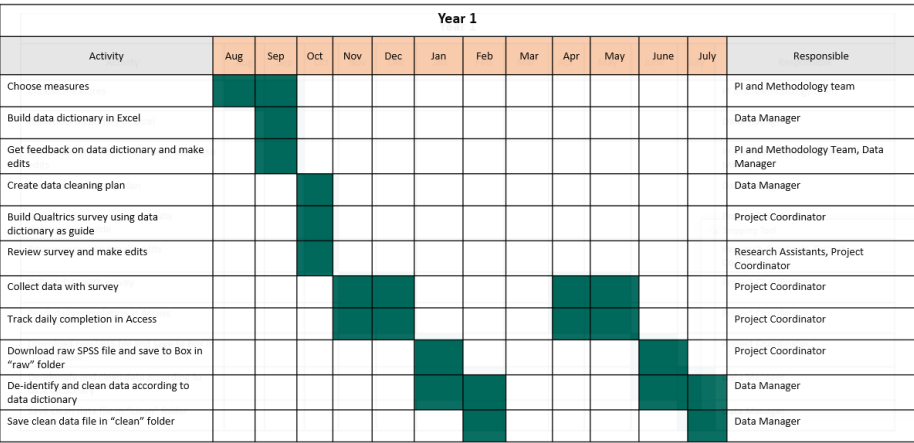 Year 1
Activity Aug Sep Oct Nov Dec Jan Feb Mar Apr May June July Responsible
Choose measures PI and Methodology team
Build data dictionary in Excel Data Manager
Get feedback on data dictionary and make PI and Methodology Team, Data
edits Manager
Create data cleaning plan Data Manager
Build Qualtrics survey using data Project Coordinator
dictionary as guide
Review survey and make edits Research Assistants, Project
Coordinator
Collect data with survey Project Coordinator
Track daily completion in Access Project Coordinator
Download raw SPSS file and save to Box in Project Coordinator
“raw” folder
De-identify and clean data according to Data Manager
data dictionary
Save clean data file in “clean” folder Data Manager